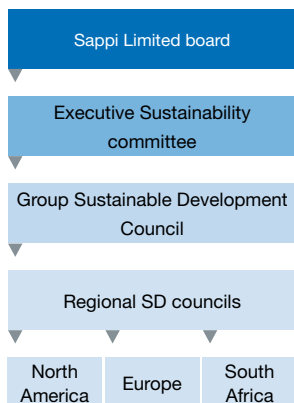 Sappi Limited board
Executive Sustainability
committee
Group Sustainable Development
Council
Regional SD councils
North
America
Europe
South
Africa